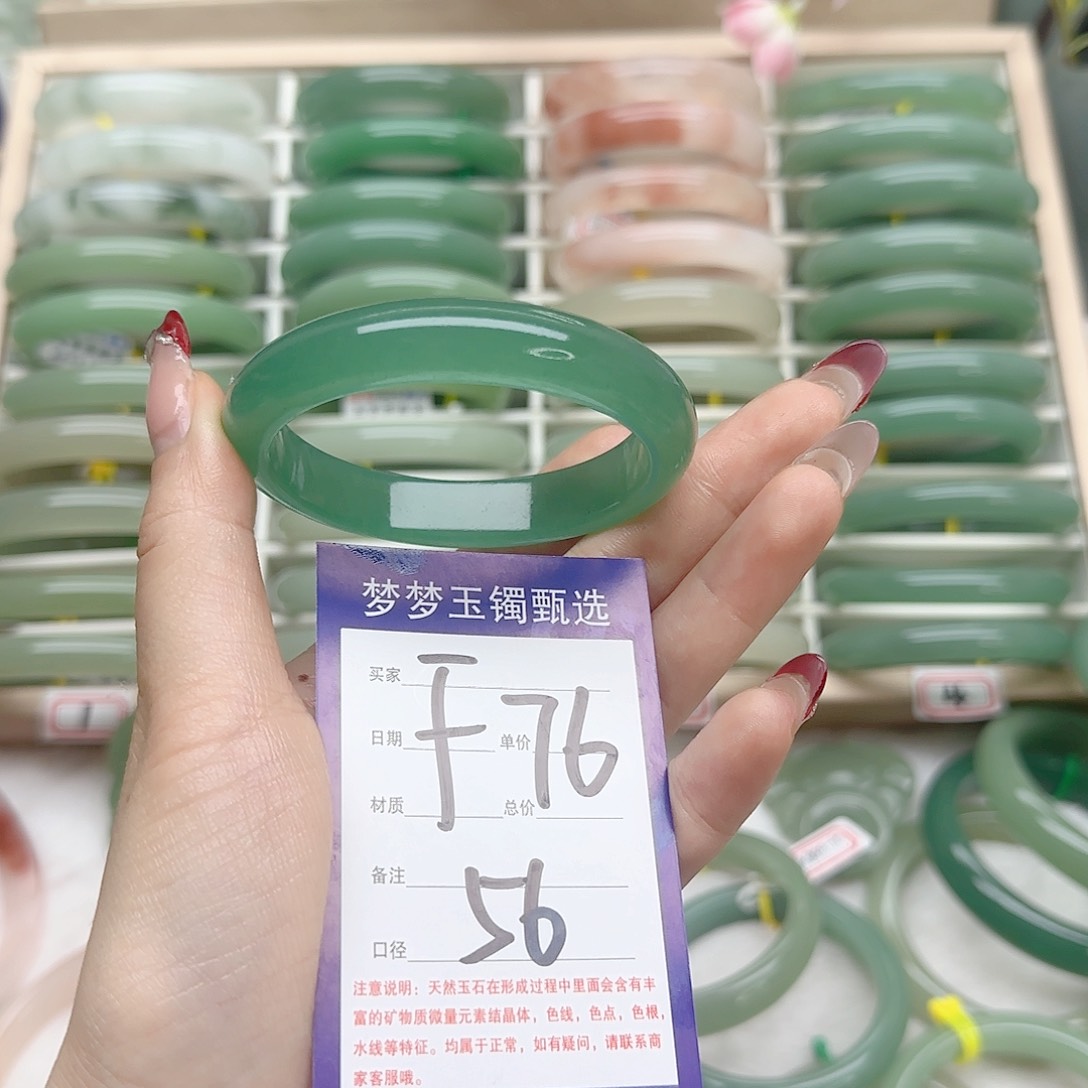 梦梦玉镯甄选
买家
日期 单价
材质 总价
干76
备注
56
口径
注意说明：天然玉石在形成过程中里面会含有丰
富的矿物质微量元素结晶体，色线，色点，色根，
水线等特征。均属于正常，如有疑问，请联系商
家客服哦。
1
4